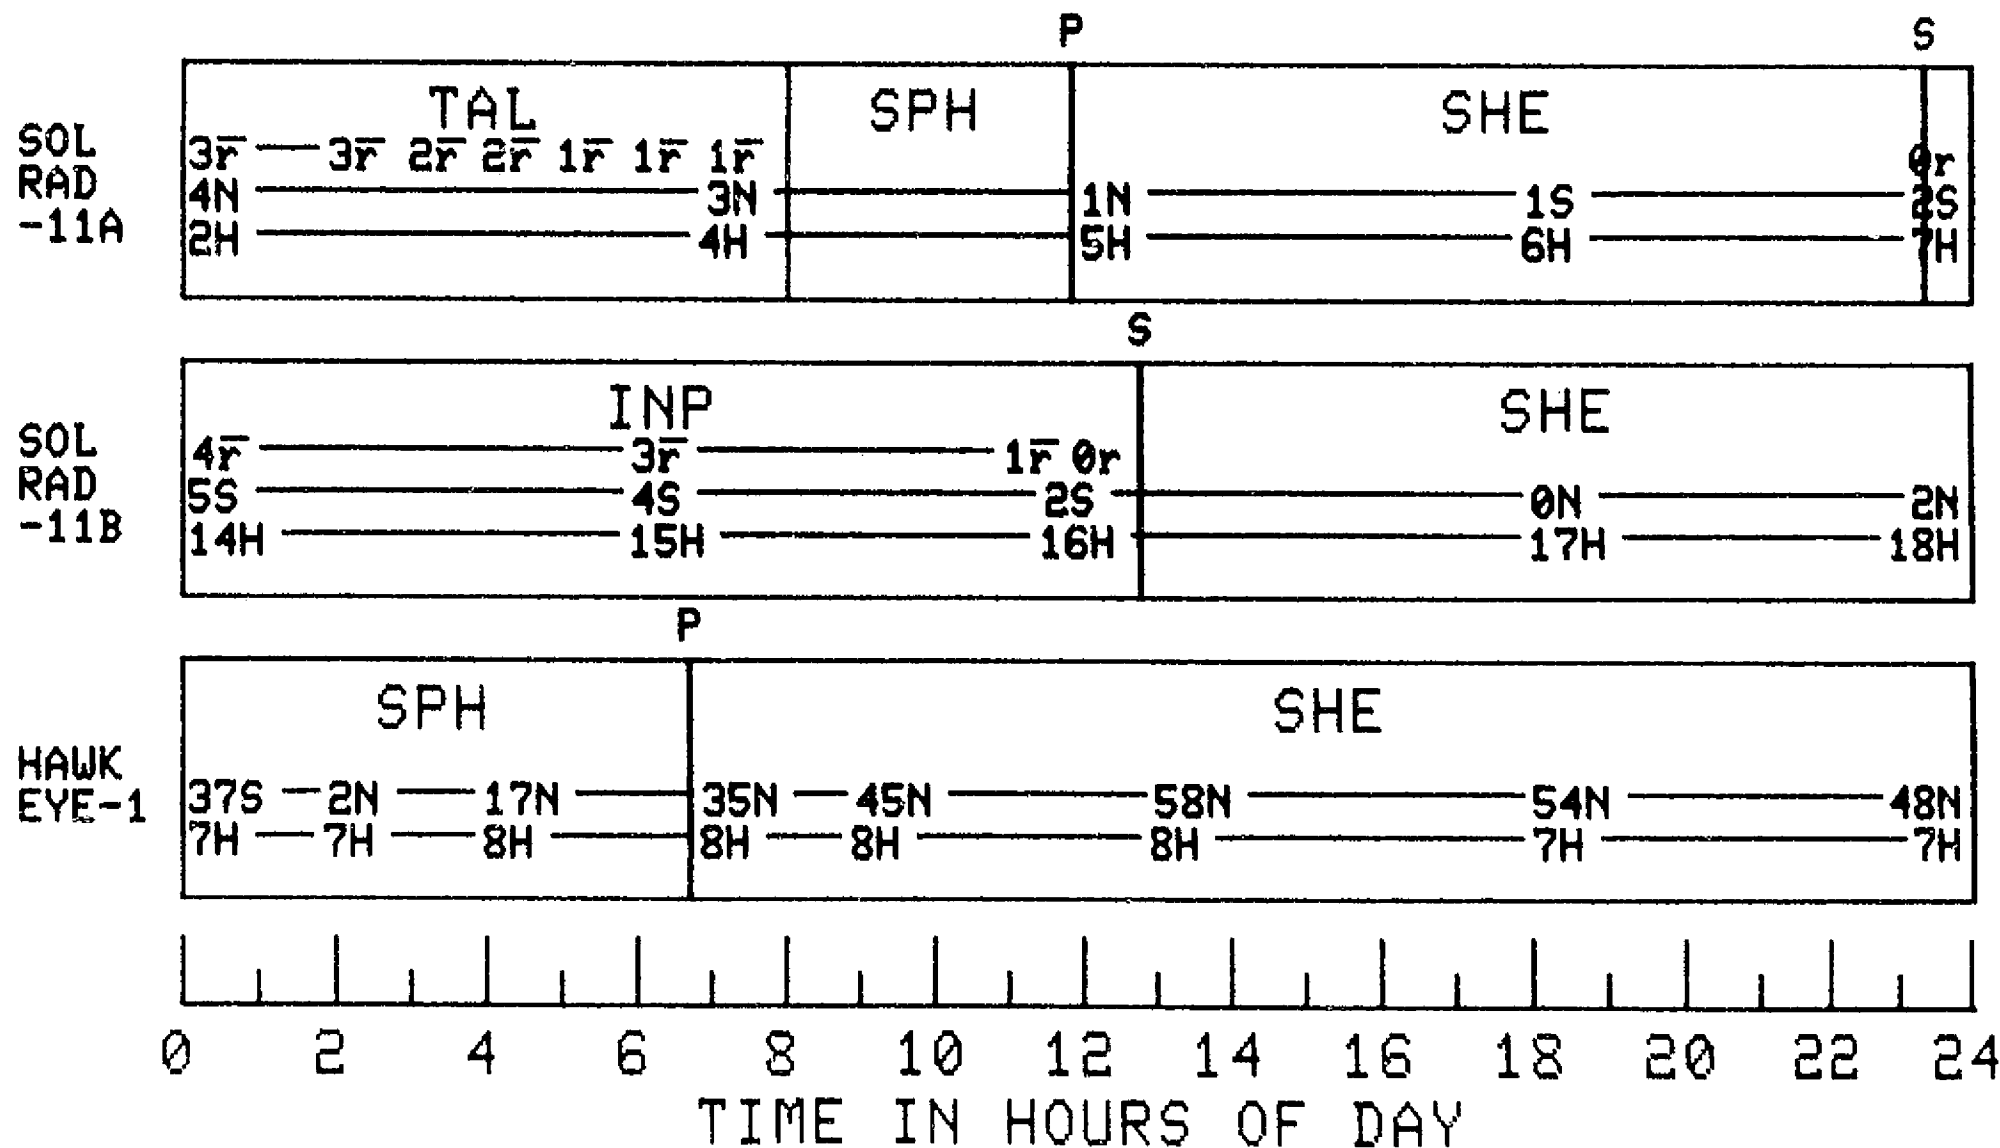 P S
SOL RAD -11A
TAL SPH SHE
3r̅ 3r̅ 2r̅ 2r̅ 1r̅ 1r̅ 1r̅ 0r
4N 3N 1N 1S 2S
2H 4H 5H 6H 7H
S
SOL RAD -11B
INP SHE
4r̅ 3r̅ 1r̅ 0r
5S 4S 2S 0N 2N
14H 15H 16H 17H 18H
P
HAWK EYE-1
SPH SHE
37S 2N 17N 35N 45N 58N 54N 48N
7H 7H 8H 8H 8H 8H 7H 7H
0 2 4 6 8 10 12 14 16 18 20 22 24
TIME IN HOURS OF DAY